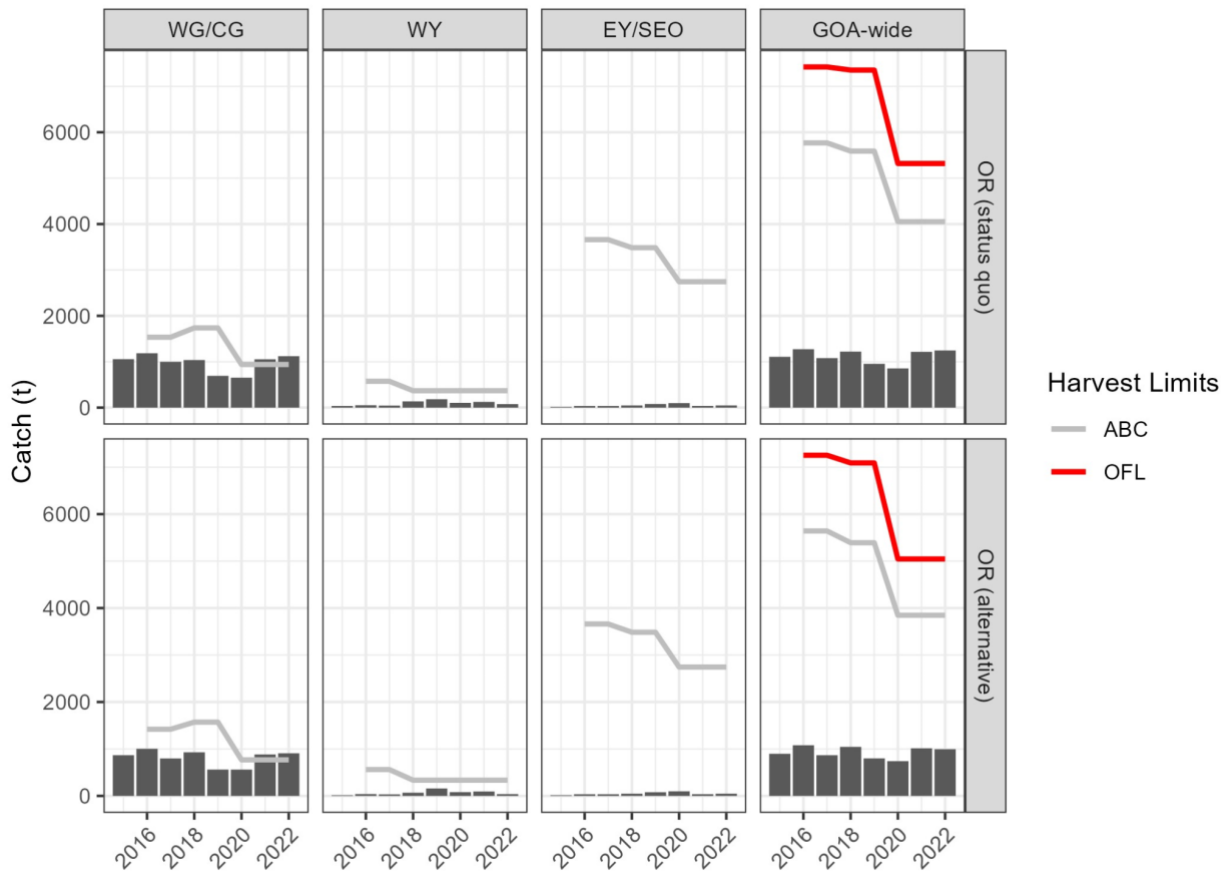 WG/CG
WY
EY/SEO
GOA-wide
6000
4000
2000
0
OR (status quo)
6000
4000
2000
0
OR (alternative)
Catch (t)
2016
2018
2020
2022
2016
2018
2020
2022
2016
2018
2020
2022
2016
2018
2020
2022
Harvest Limits
ABC
OFL